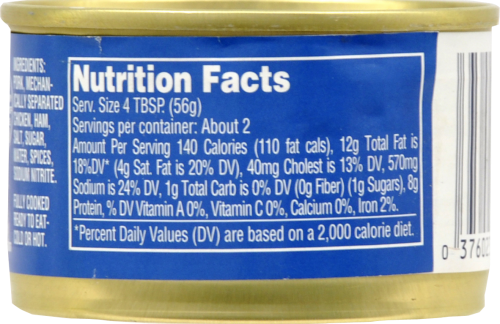 INGREDIENTS:
PORK, MECHAN-
ICALLY SEPARATED
CHICKEN, HAM,
SALT, SUGAR,
WATER, SPICES,
SODIUM NITRITE.
FULLY COOKED
READY TO EAT-
COLD OR HOT.
Nutrition Facts
Serv. Size 4 TBSP. (56g)
Servings per container: About 2
Amount Per Serving 140 Calories (110 fat cals), 12g Total Fat is
18%DV* (4g Sat. Fat is 20% DV), 40mg Cholest is 13% DV, 570mg
Sodium is 24% DV, 1g Total Carb is 0% DV (0g Fiber) (1g Sugars), 8g
Protein, % DV Vitamin A 0%, Vitamin C 0%, Calcium 0%, Iron 2%.
*Percent Daily Values (DV) are based on a 2,000 calorie diet.
0 37600